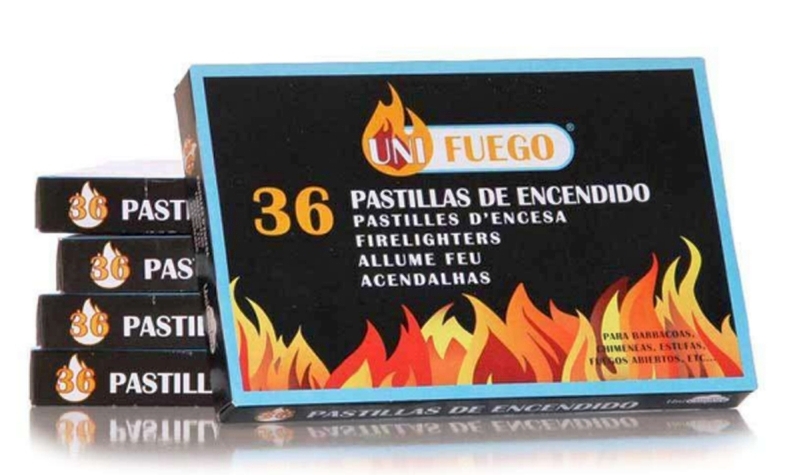 UNI FUEGO®
36 PASTILLAS DE ENCENDIDO
PASTILLES D'ENCESA
FIRELIGHTERS
ALLUME FEU
ACENDALHAS
PARA BARBACOAS,
CHIMENEAS, ESTUFAS,
FUEGOS ABIERTOS, ETC....
PASTILLAS DE ENCENDIDO
36 PASTI
36 PAS
36 PASTIL
36 PASTILL